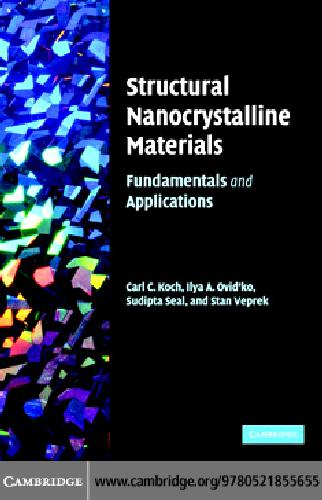 Structural
Nanocrystalline
Materials
Fundamentals and
Applications
Carl C. Koch, Ilya A. Ovid'ko,
Sudipta Seal, and Stan Veprek
CAMBRIDGE
CAMBRIDGE www.cambridge.org/9780521855655